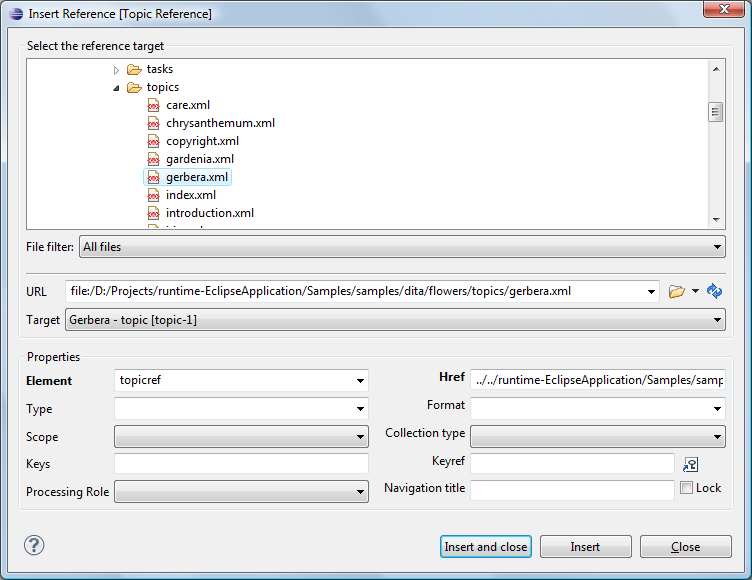 Insert Reference [Topic Reference]
Select the reference target
tasks
topics
care.xml
chrysanthemum.xml
copyright.xml
gardenia.xml
gerbera.xml
index.xml
introduction.xml
File filter: All files
URL file:/D:/Projects/runtime-EclipseApplication/Samples/samples/dita/flowers/topics/gerbera.xml
Target Gerbera - topic [topic-1]
Properties
Element topicref Href ../../runtime-EclipseApplication/Samples/samp
Type Format
Scope Collection type
Keys Keyref
Processing Role Navigation title Lock
Insert and close Insert Close